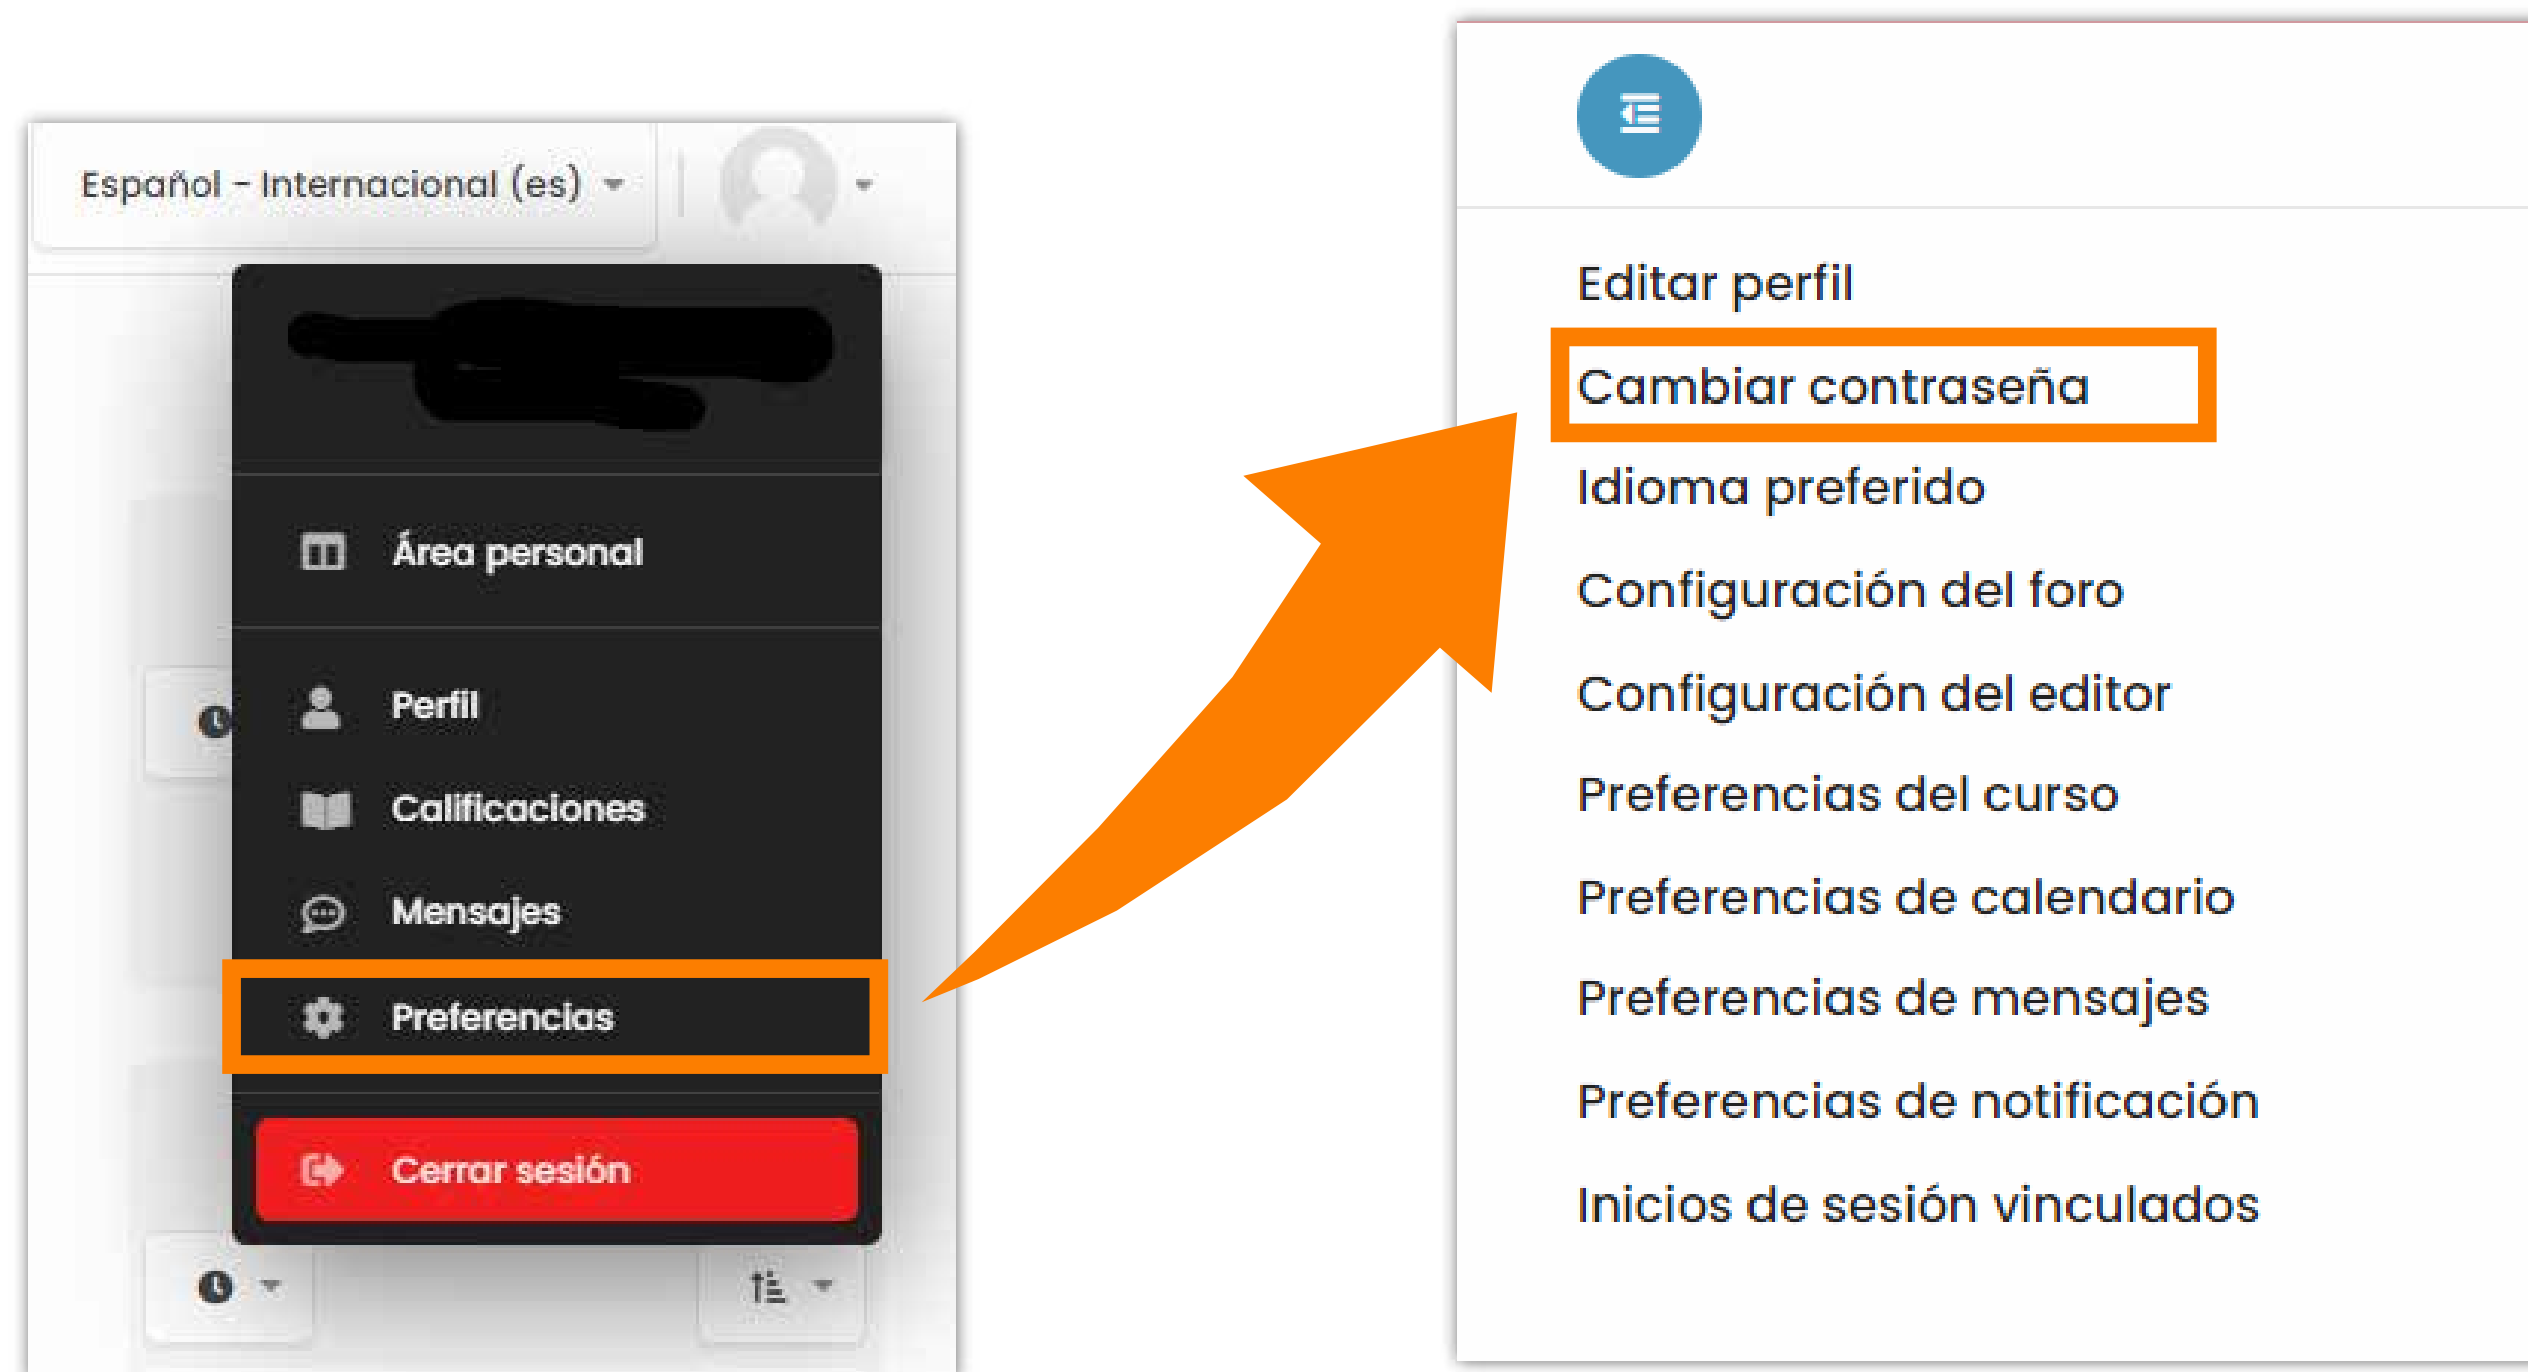 Español - Internacional (es)
Área personal
Perfil
Calificaciones
Mensajes
Preferencias
Cerrar sesión
Editar perfil
Cambiar contraseña
Idioma preferido
Configuración del foro
Configuración del editor
Preferencias del curso
Preferencias de calendario
Preferencias de mensajes
Preferencias de notificación
Inicios de sesión vinculados